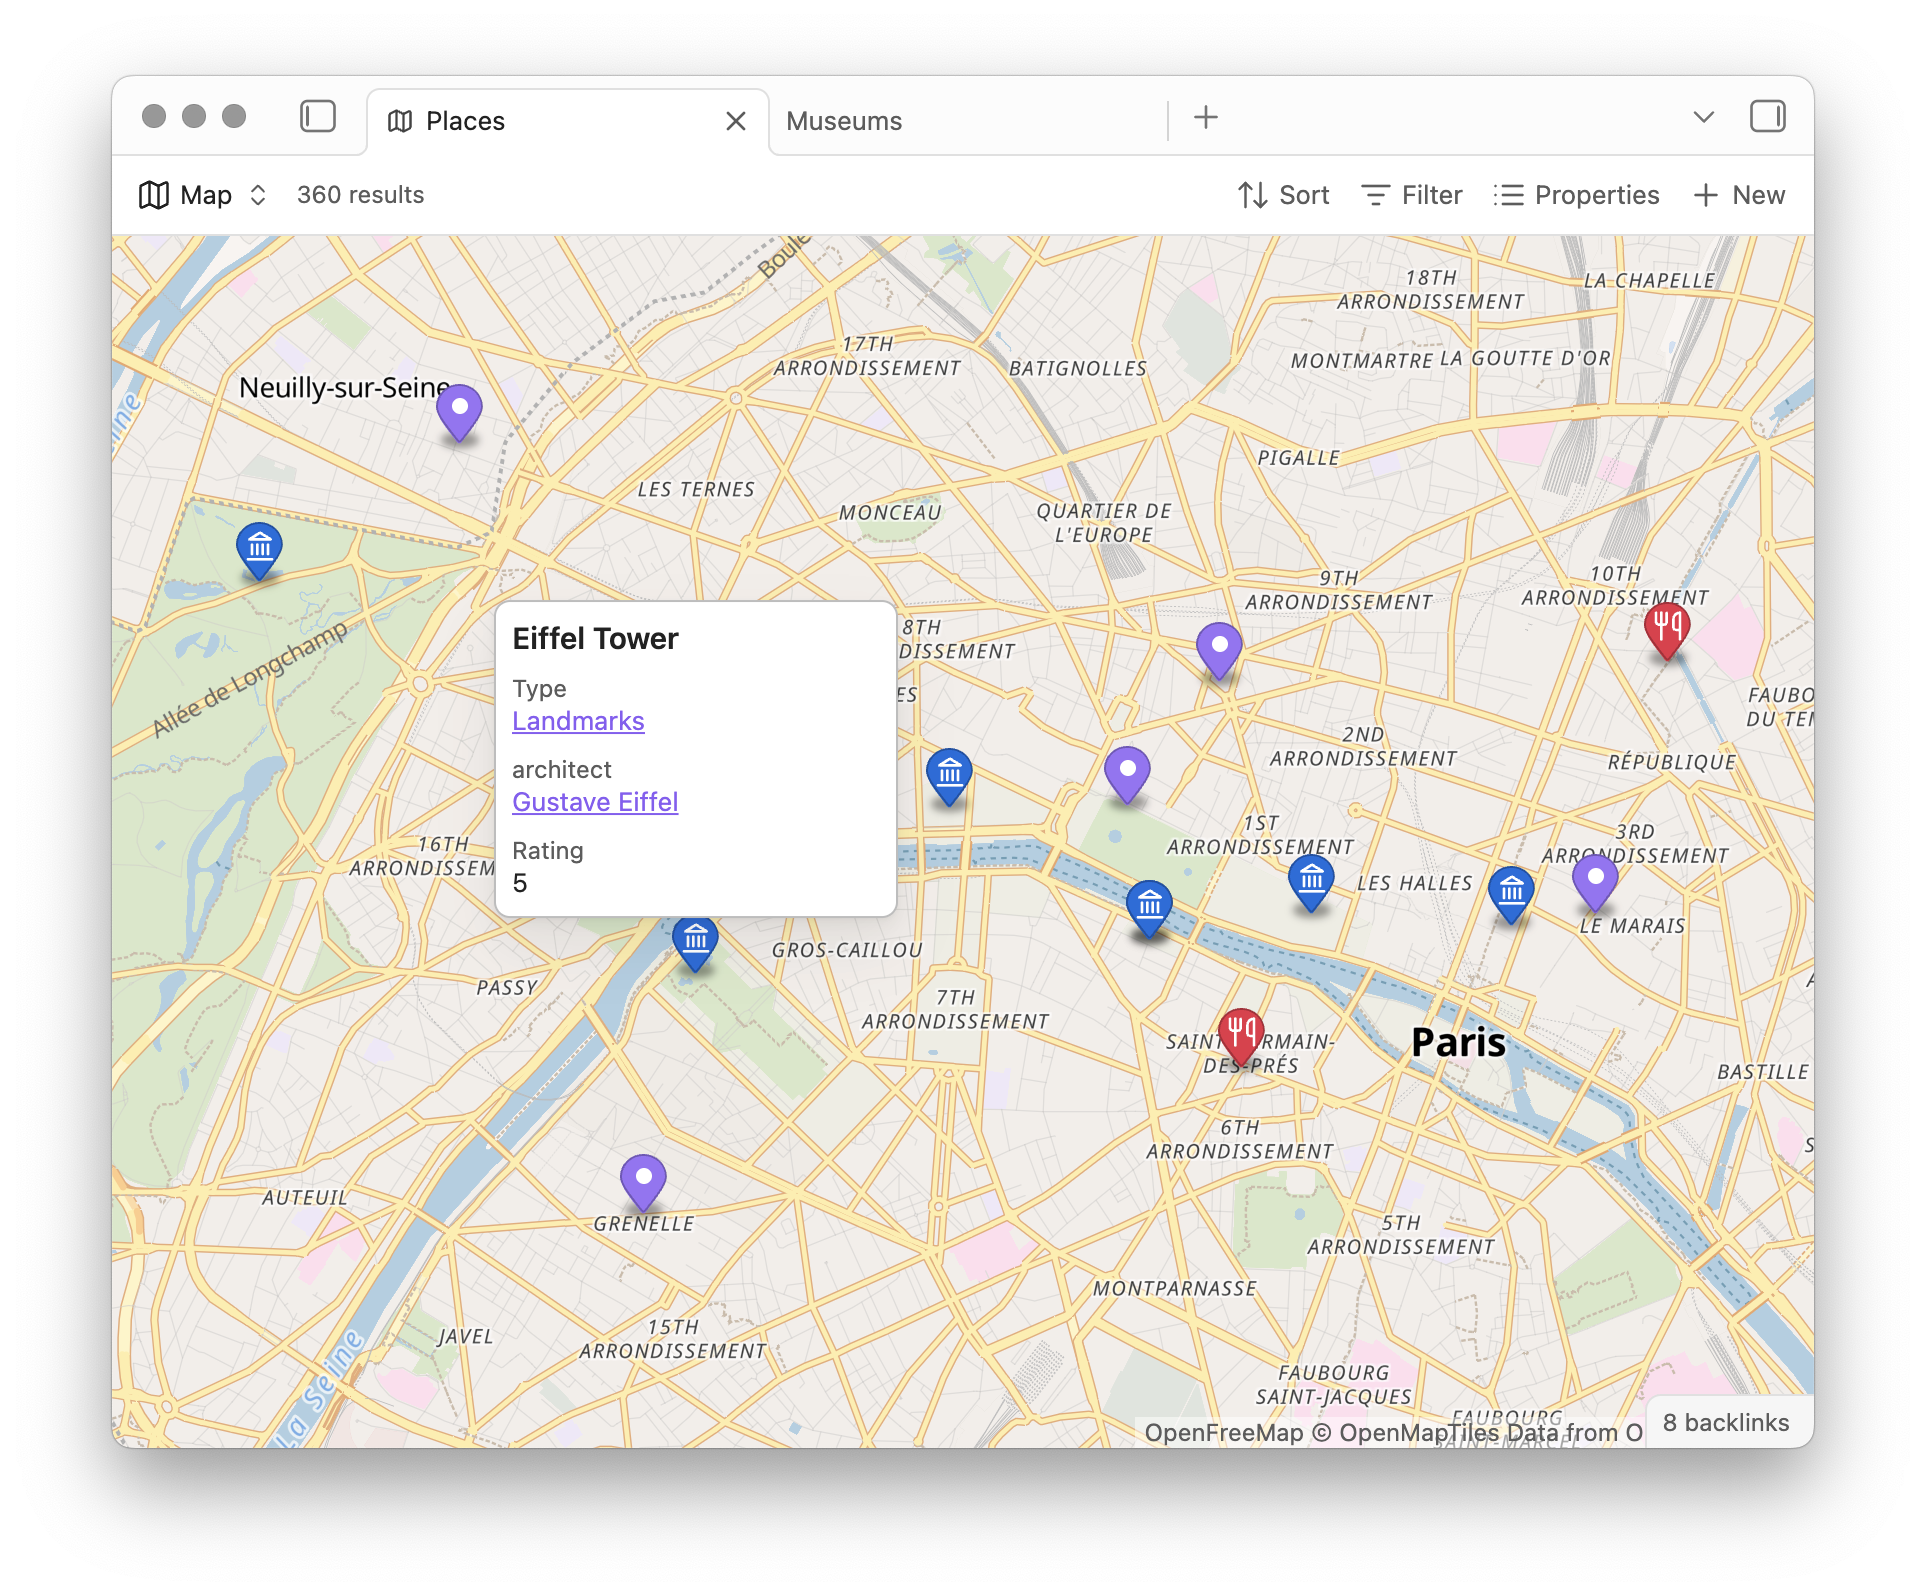 Places
Museums
Map
360 results
Sort
Filter
Properties
New
Boule
18TH
ARRONDISSEMENT
LA CHAPELLE
17TH
ARRONDISSEMENT
BATIGNOLLES
MONTMARTRE
LA GOUTTE D'OR
Neuilly-sur-Seine
ine
PIGALLE
LES TERNES
MONCEAU
QUARTIER DE
L'EUROPE
9TH
ARRONDISSEMENT
10TH
ARRONDISSEMENT
Allée de Longchamp
8TH
DISSEMENT
ES
Eiffel Tower
Type
Landmarks
architect
Gustave Eiffel
Rating
5
FAUBO
DU TEM
2ND
ARRONDISSEMENT
RÉPUBLIQUE
1ST
ARRONDISSEMENT
3RD
ARRONDISSEMENT
16TH
ARRONDISSEM
LES HALLES
LE MARAIS
GROS-CAILLOU
PASSY
7TH
ARRONDISSEMENT
SAINT RMAIN-
DES-PRÉS
Paris
BASTILLE
6TH
ARRONDISSEMENT
AUTEUIL
GRENELLE
5TH
ARRONDISSEMENT
MONTPARNASSE
JAVEL
15TH
ARRONDISSEMENT
La Seine
FAUBOURG
SAINT-JACQUES
FAUBOURG
SAINT-MARCEL
OpenFreeMap © OpenMapTiles Data from O
8 backlinks